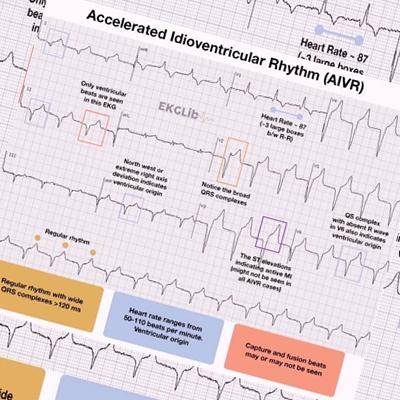 Only
bea
in
Heart Rate ~ 87
(~3 large boxes
Accelerated Idioventricular Rhythm (AIVR)
Only ventricular
beats are seen
in this EKG
EKGLib
Heart Rate ~ 87
(~3 large boxes
b/w R-R)
North west or
extreme right axis
deviation indicates
ventricular origin
Notice the broad
QRS complexes
QS complex
with absent R wave
in V6 also indicates
ventricular origin
The ST elevations
indicating active MI
(might not be seen in
all AIVR cases)
Regular rhythm
Regular rhythm with wide
QRS complexes >120 ms
Heart rate ranges from
50-110 beats per minute.
Ventricular origin
Capture and fusion beats
may or may not be seen
ide